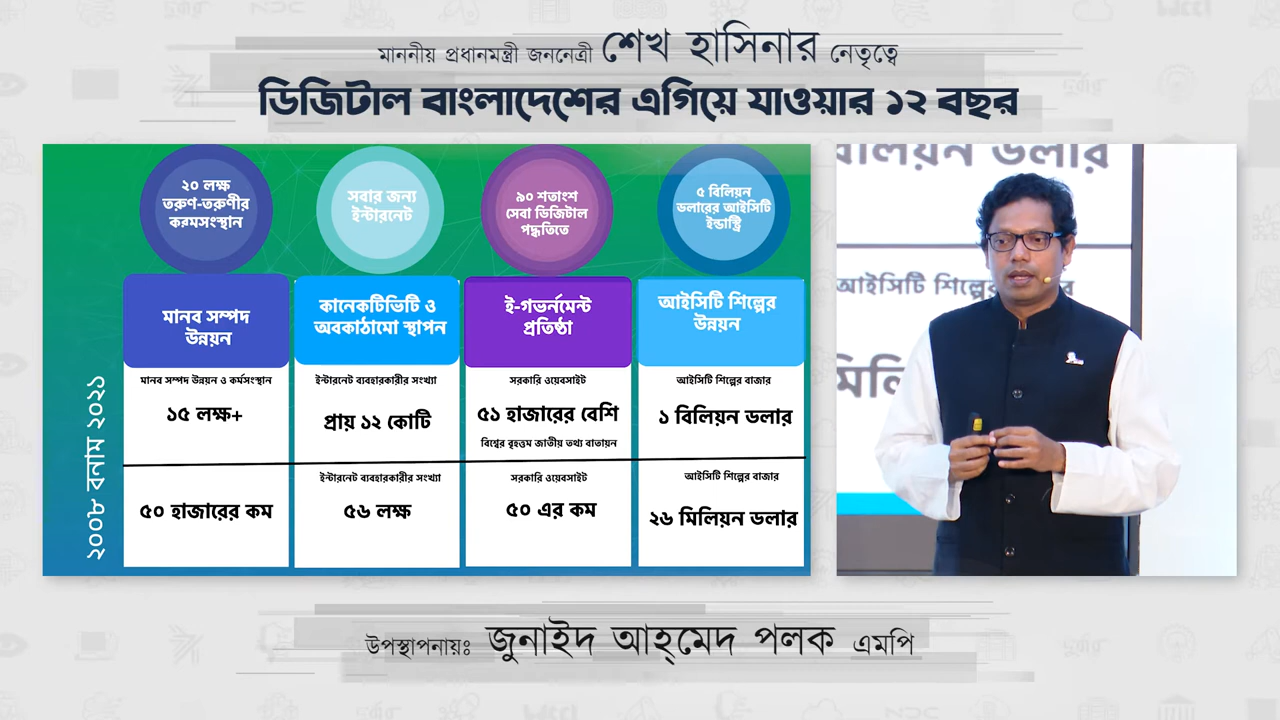 মাননীয় প্রধানমন্ত্রী জননেত্রী শেখ হাসিনার নেতৃত্বে
ডিজিটাল বাংলাদেশের এগিয়ে যাওয়ার ১২ বছর
২০ লক্ষ
তরুণ-তরুণীর
করমসংস্থান
সবার জন্য
ইন্টারনেট
৯০ শতাংশ
সেবা ডিজিটাল
পদ্ধতিতে
৫ বিলিয়ন
ডলারের আইসিটি
ইন্ডাস্ট্রি
মানব সম্পদ
উন্নয়ন
কানেকটিভিটি ও
অবকাঠামো স্থাপন
ই-গভর্নমেন্ট
প্রতিষ্ঠা
আইসিটি শিল্পের
উন্নয়ন
২০০৮ বনাম ২০২১
মানব সম্পদ উন্নয়ন ও কর্মসংস্থান
১৫ লক্ষ+
ইন্টারনেট ব্যবহারকারীর সংখ্যা
প্রায় ১২ কোটি
সরকারি ওয়েবসাইট
৫১ হাজারের বেশি
বিশ্বের বৃহত্তম জাতীয় তথ্য বাতায়ন
আইসিটি শিল্পের বাজার
১ বিলিয়ন ডলার
৫০ হাজারের কম
ইন্টারনেট ব্যবহারকারীর সংখ্যা
৫৬ লক্ষ
সরকারি ওয়েবসাইট
৫০ এর কম
আইসিটি শিল্পের বাজার
২৬ মিলিয়ন ডলার
বিলিয়ন ডলার
আইসিটি শিল্পের
মিলি
উপস্থাপনায়ঃ জুনাইদ আহ্‌মেদ পলক এমপি